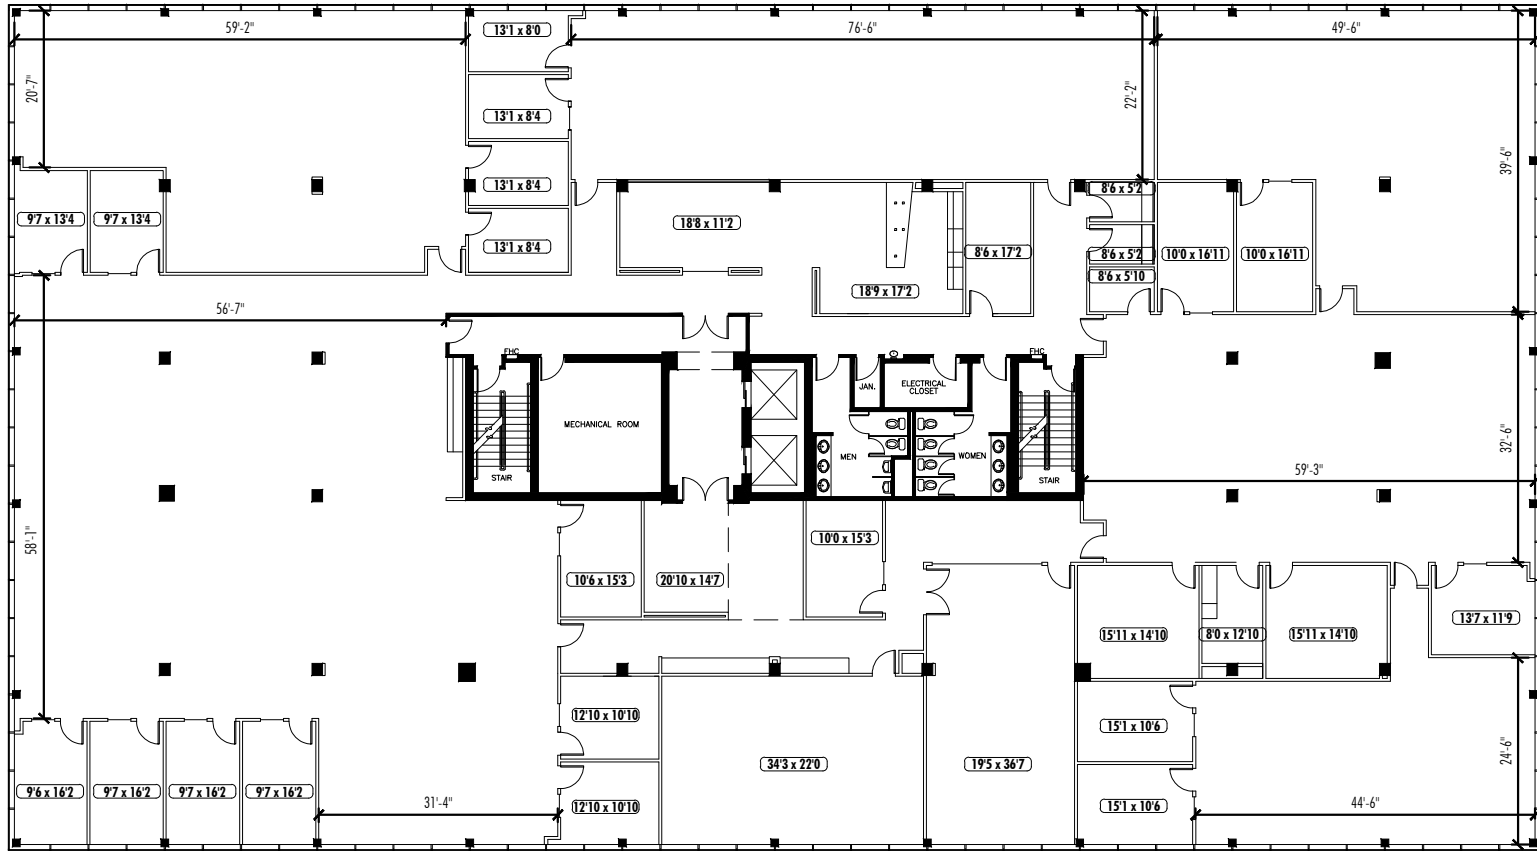 13'1 x 8'0
59'-2"
76'-6"
49'-6"
20'-7"
22'-2"
13'1 x 8'4
39'-6"
13'1 x 8'4
8'6 x 5'2
9'7 x 13'4
9'7 x 13'4
18'8 x 11'2
13'1 x 8'4
8'6 x 17'2
8'6 x 5'2
10'0 x 16'11
10'0 x 16'11
8'6 x 5'10
18'9 x 17'2
56'-7"
FHC
FHC
JAN.
ELECTRICAL
CLOSET
MECHANICAL ROOM
32'-6"
MEN
WOMEN
59'-3"
STAIR
STAIR
58'-1"
10'0 x 15'3
10'6 x 15'3
20'10 x 14'7
13'7 x 11'9
15'11 x 14'10
8'0 x 12'10
15'11 x 14'10
12'10 x 10'10
15'1 x 10'6
24'-6"
34'3 x 22'0
19'5 x 36'7
9'6 x 16'2
9'7 x 16'2
9'7 x 16'2
9'7 x 16'2
31'-4"
44'-6"
12'10 x 10'10
15'1 x 10'6